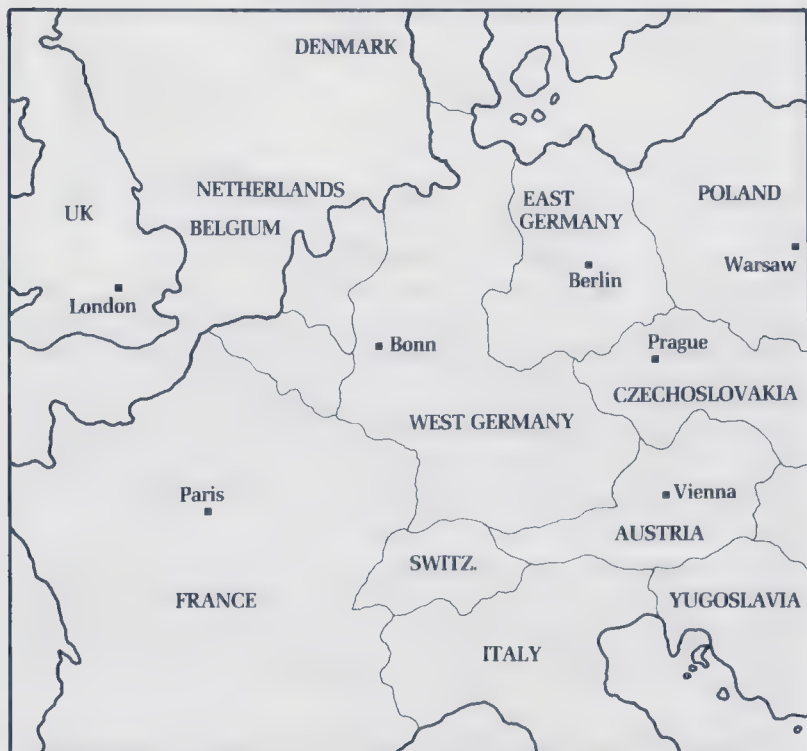 DENMARK
NETHERLANDS
UK
BELGIUM
London
EAST
GERMANY
Berlin
POLAND
Warsaw
Bonn
Prague
CZECHOSLOVAKIA
WEST GERMANY
Paris
Vienna
AUSTRIA
SWITZ.
FRANCE
YUGOSLAVIA
ITALY